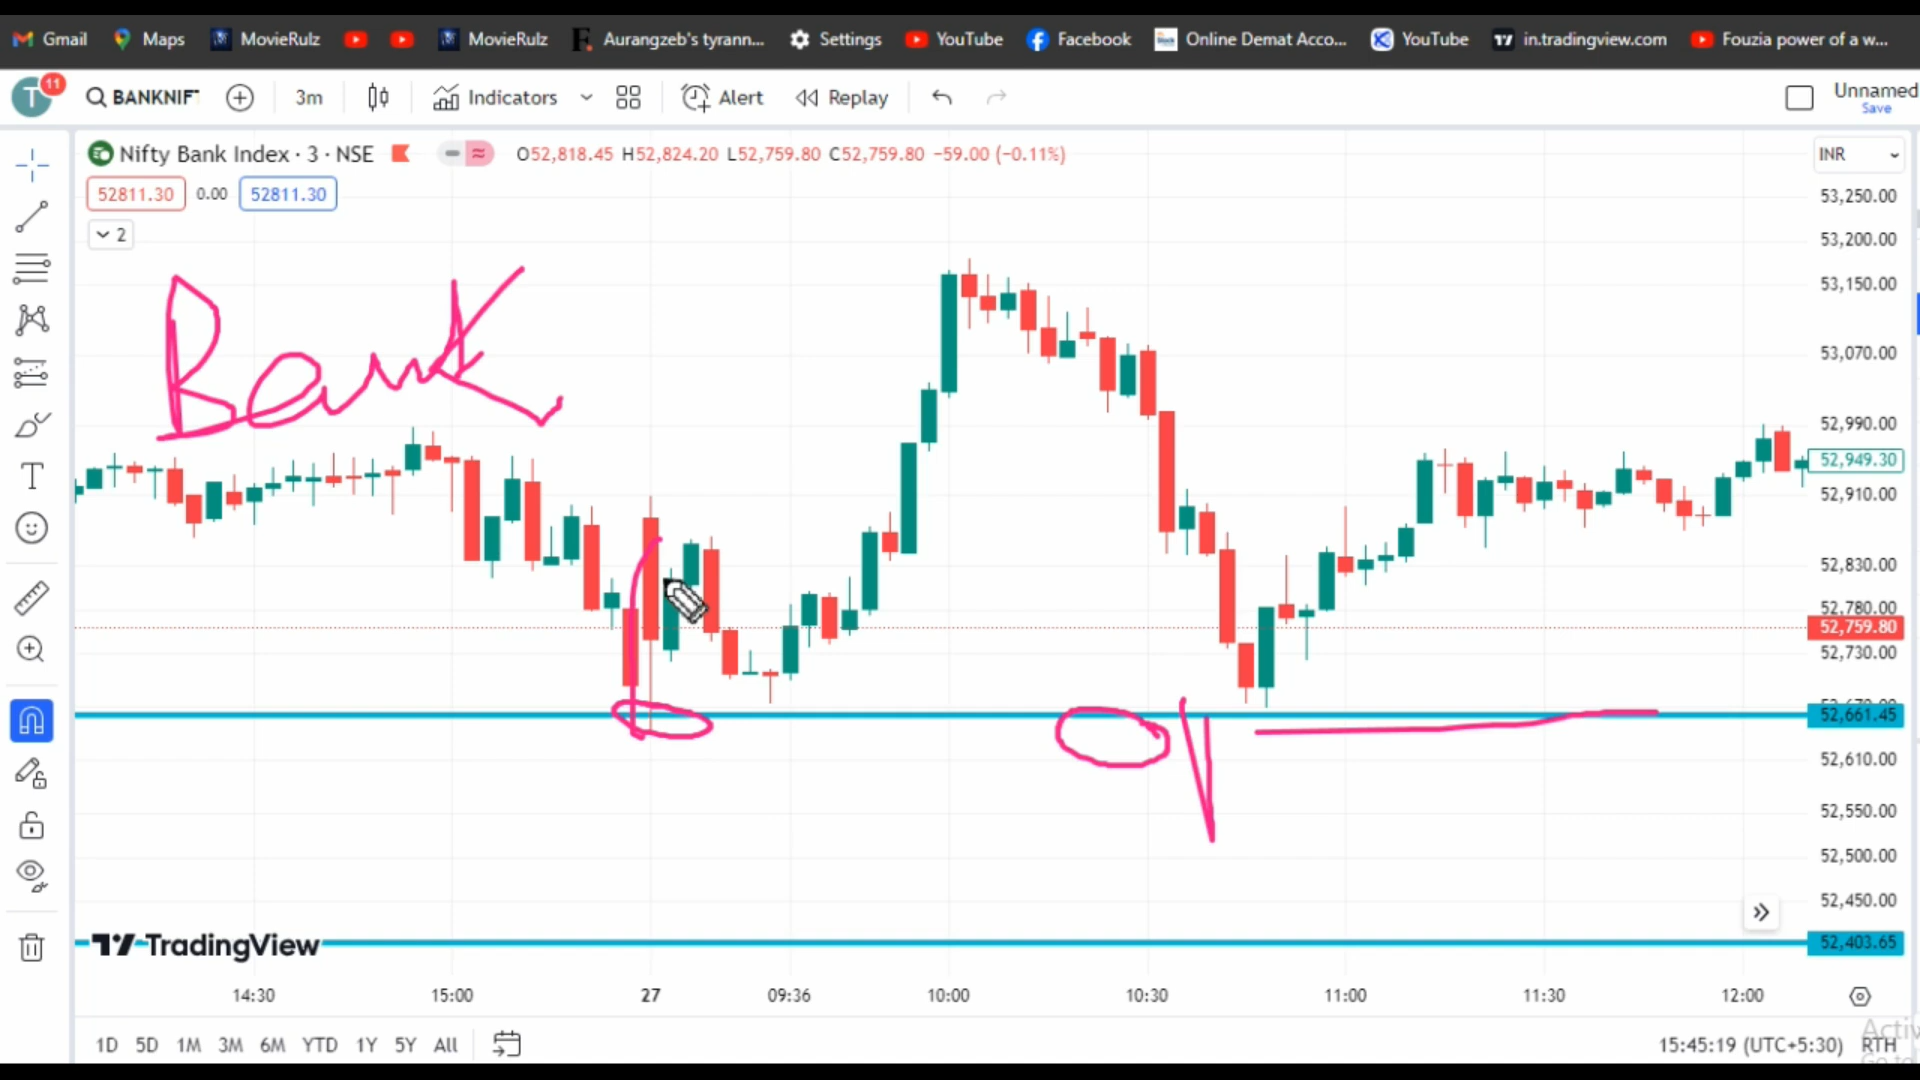 Gmail Maps MovieRulz MovieRulz Aurangzeb's tyrann... Settings YouTube Facebook Online Demat Acco... YouTube in.tradingview.com Fouzia power of a w...
T 11 BANKNIF 3m Indicators Alert Replay Unnamed
Save
Nifty Bank Index · 3 · NSE O52,818.45 H52,824.20 L52,759.80 C52,759.80 −59.00 (−0.11%) INR
52811.30 0.00 52811.30
2
Bank
53,250.00
53,200.00
53,150.00
53,070.00
52,990.00
52,949.30
52,910.00
52,830.00
52,780.00
52,759.80
52,730.00
52,661.45
52,610.00
52,550.00
52,500.00
52,450.00
52,403.65
TradingView
14:30 15:00 27 09:36 10:00 10:30 11:00 11:30 12:00
1D 5D 1M 3M 6M YTD 1Y 5Y All 15:45:19 (UTC+5:30) RTH